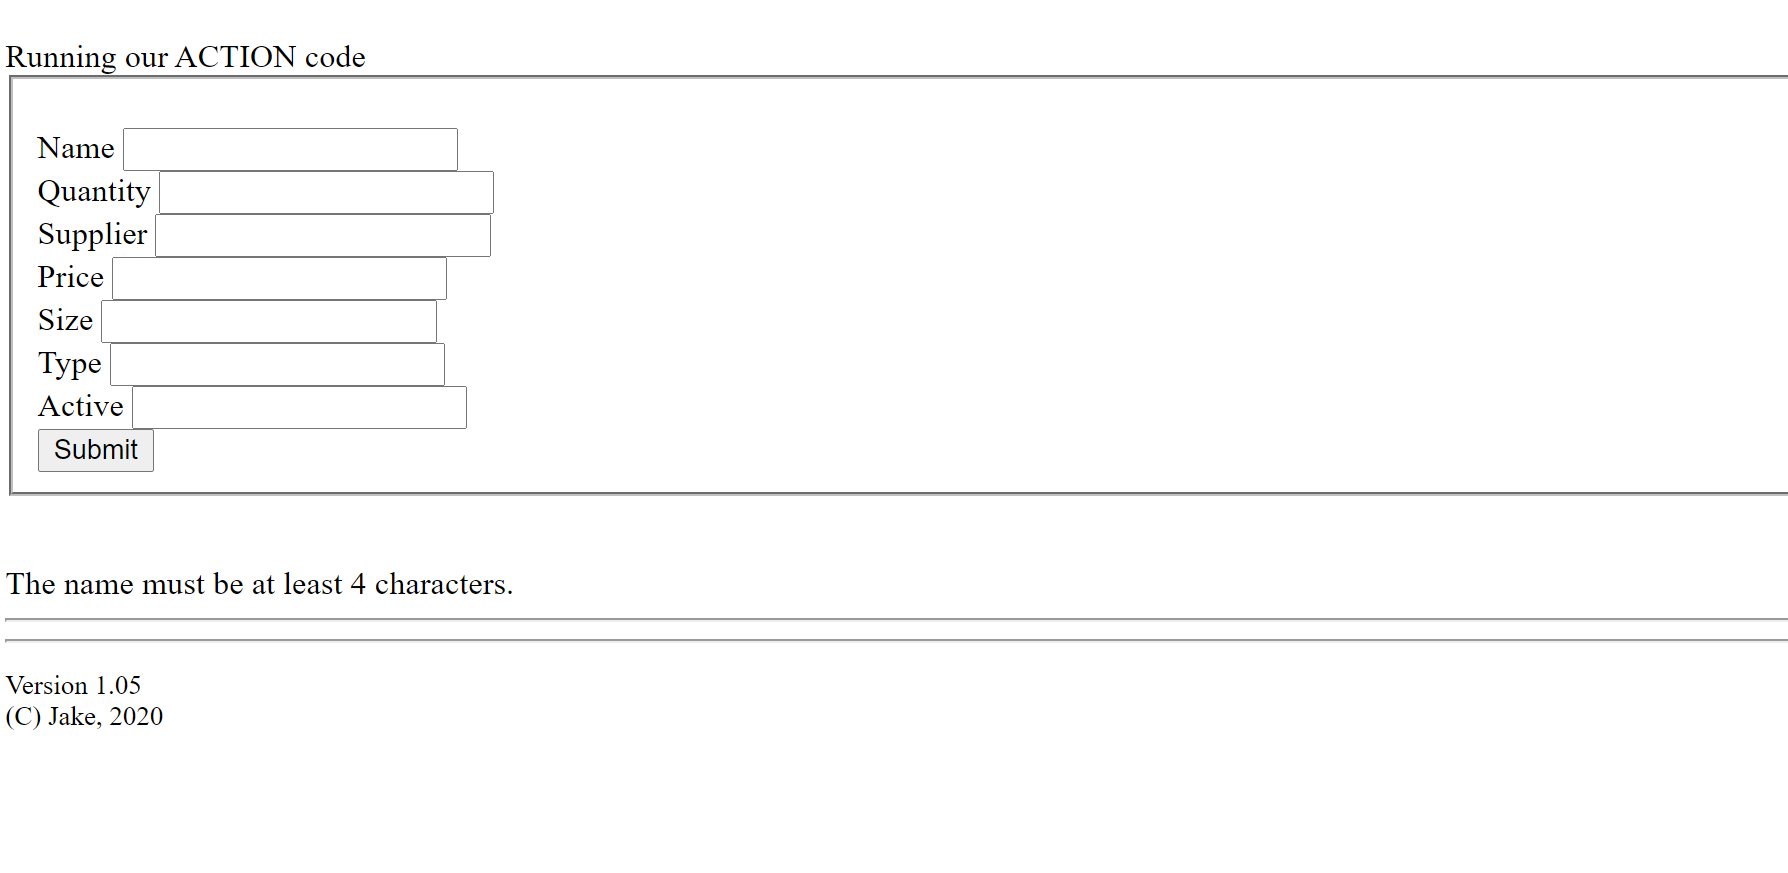 Running our ACTION code
Name
Quantity
Supplier
Price
Size
Type
Active
Submit
The name must be at least 4 characters.
Version 1.05
(C) Jake, 2020